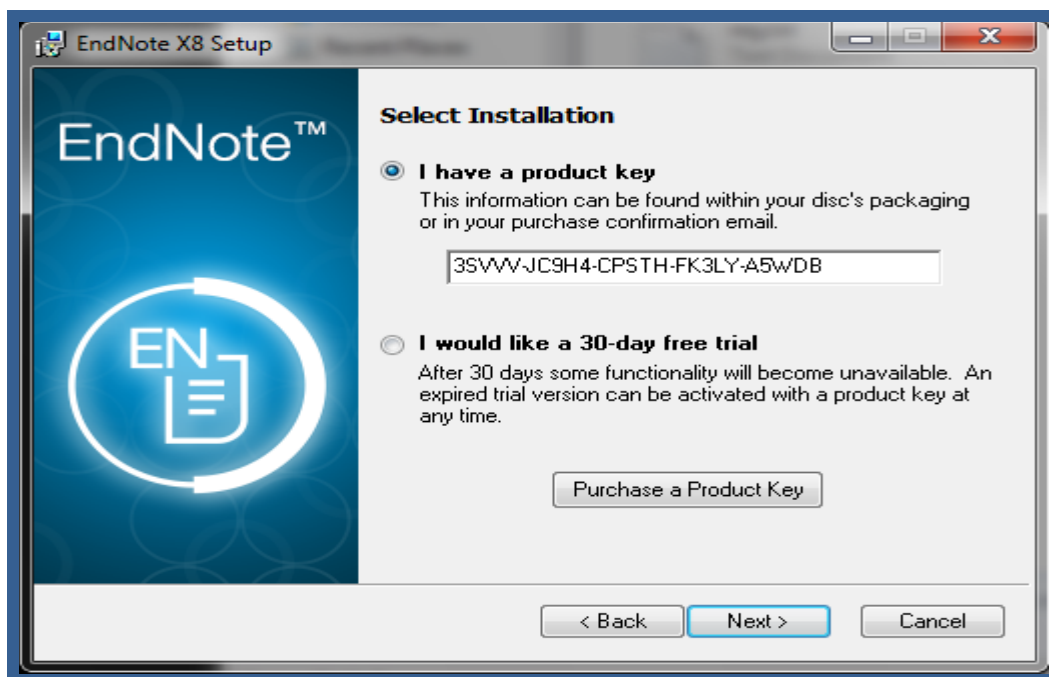 EndNote X8 Setup
EndNote™
Select Installation
I have a product key
This information can be found within your disc's packaging
or in your purchase confirmation email.
3SVVV-JC9H4-CPSTH-FK3LY-A5WDB
EN
I would like a 30-day free trial
After 30 days some functionality will become unavailable. An
expired trial version can be activated with a product key at
any time.
Purchase a Product Key
< Back
Next >
Cancel